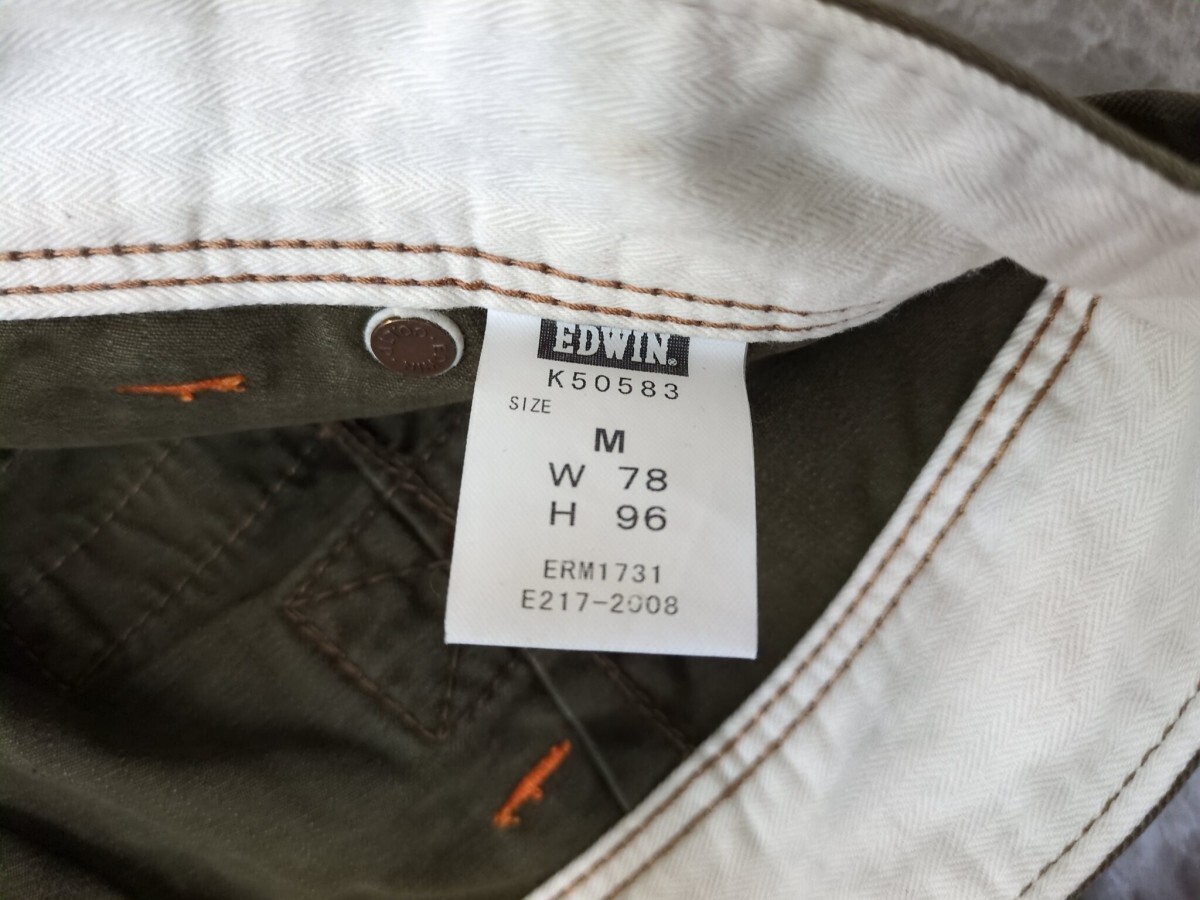 EDWIN.
K50583
SIZE
M
W 78
H 96
ERM1731
E217-2008